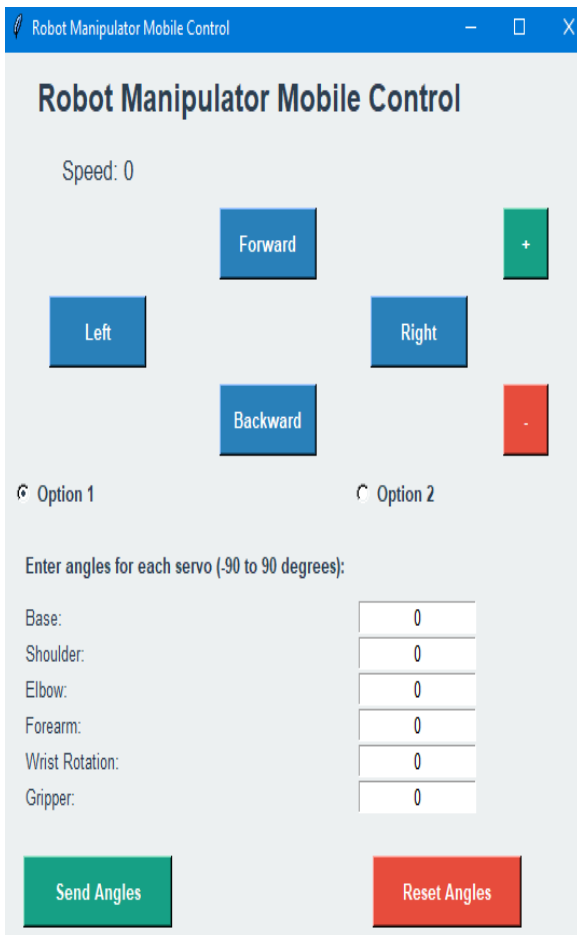 Robot Manipulator Mobile Control
Robot Manipulator Mobile Control
Speed: 0
Forward +
Left Right
Backward -
Option 1 Option 2
Enter angles for each servo (-90 to 90 degrees):
Base: 0
Shoulder: 0
Elbow: 0
Forearm: 0
Wrist Rotation: 0
Gripper: 0
Send Angles Reset Angles